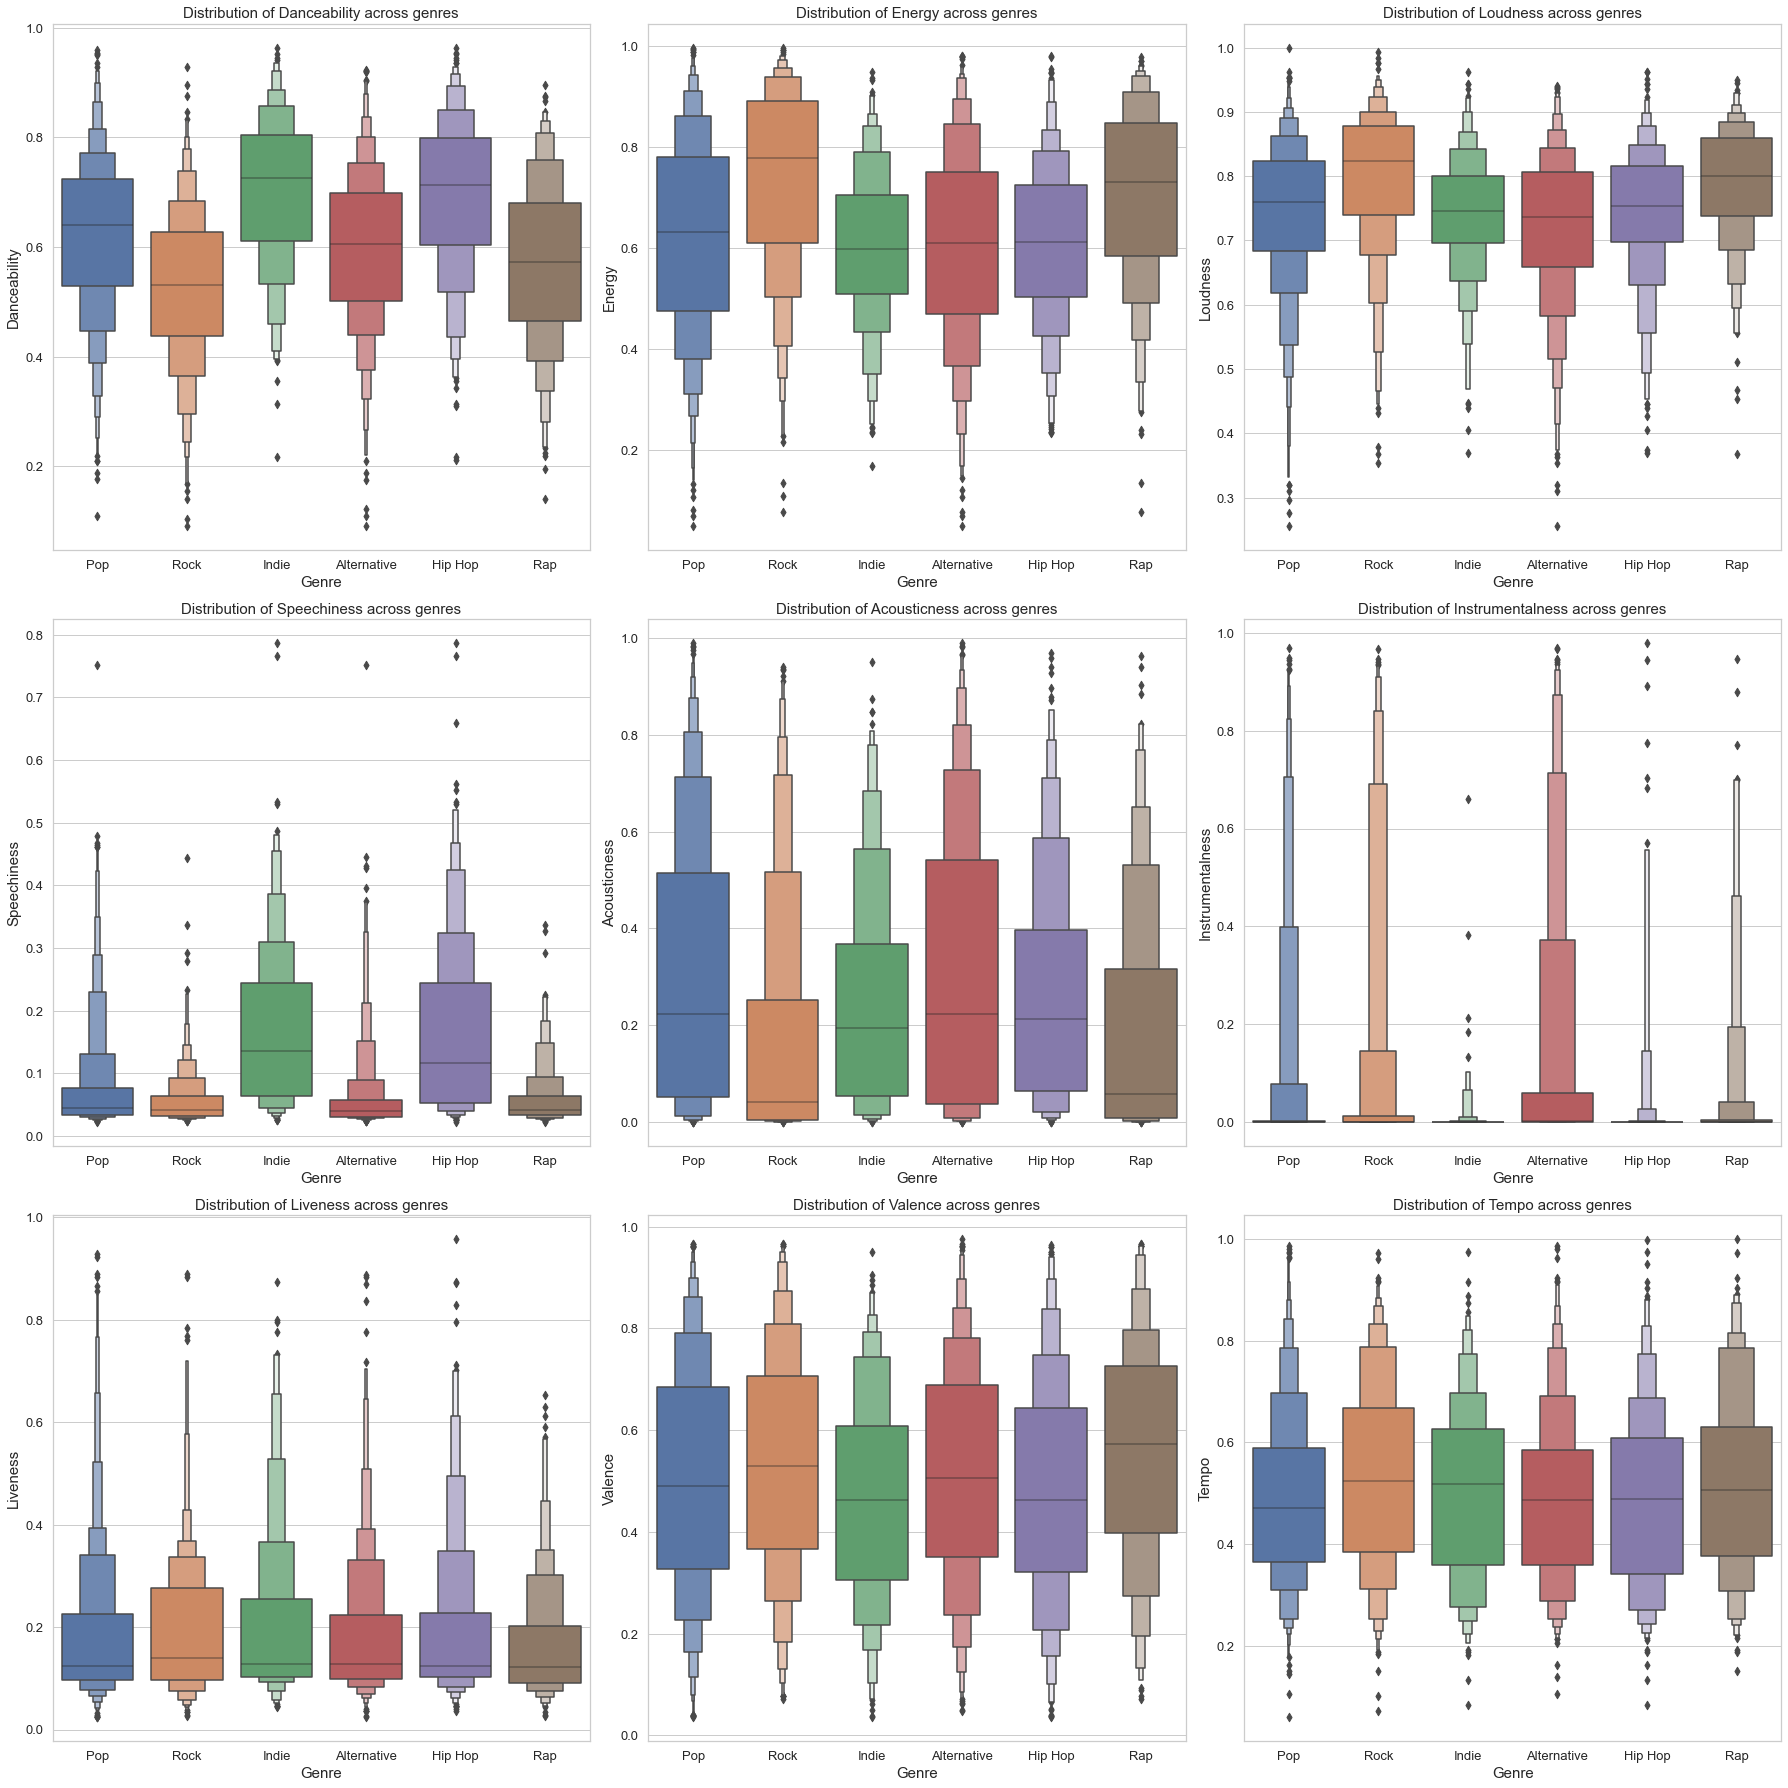 Distribution of Danceability across genres
Danceability
1.0
0.8
0.6
0.4
0.2
Pop Rock Indie Alternative Hip Hop Rap
Genre
Distribution of Energy across genres
Energy
1.0
0.8
0.6
0.4
0.2
Pop Rock Indie Alternative Hip Hop Rap
Genre
Distribution of Loudness across genres
Loudness
1.0
0.9
0.8
0.7
0.6
0.5
0.4
0.3
Pop Rock Indie Alternative Hip Hop Rap
Genre
Distribution of Speechiness across genres
Speechiness
0.8
0.7
0.6
0.5
0.4
0.3
0.2
0.1
0.0
Pop Rock Indie Alternative Hip Hop Rap
Genre
Distribution of Acousticness across genres
Acousticness
1.0
0.8
0.6
0.4
0.2
0.0
Pop Rock Indie Alternative Hip Hop Rap
Genre
Distribution of Instrumentalness across genres
Instrumentalness
1.0
0.8
0.6
0.4
0.2
0.0
Pop Rock Indie Alternative Hip Hop Rap
Genre
Distribution of Liveness across genres
Liveness
1.0
0.8
0.6
0.4
0.2
0.0
Pop Rock Indie Alternative Hip Hop Rap
Genre
Distribution of Valence across genres
Valence
1.0
0.8
0.6
0.4
0.2
0.0
Pop Rock Indie Alternative Hip Hop Rap
Genre
Distribution of Tempo across genres
Tempo
1.0
0.8
0.6
0.4
0.2
Pop Rock Indie Alternative Hip Hop Rap
Genre